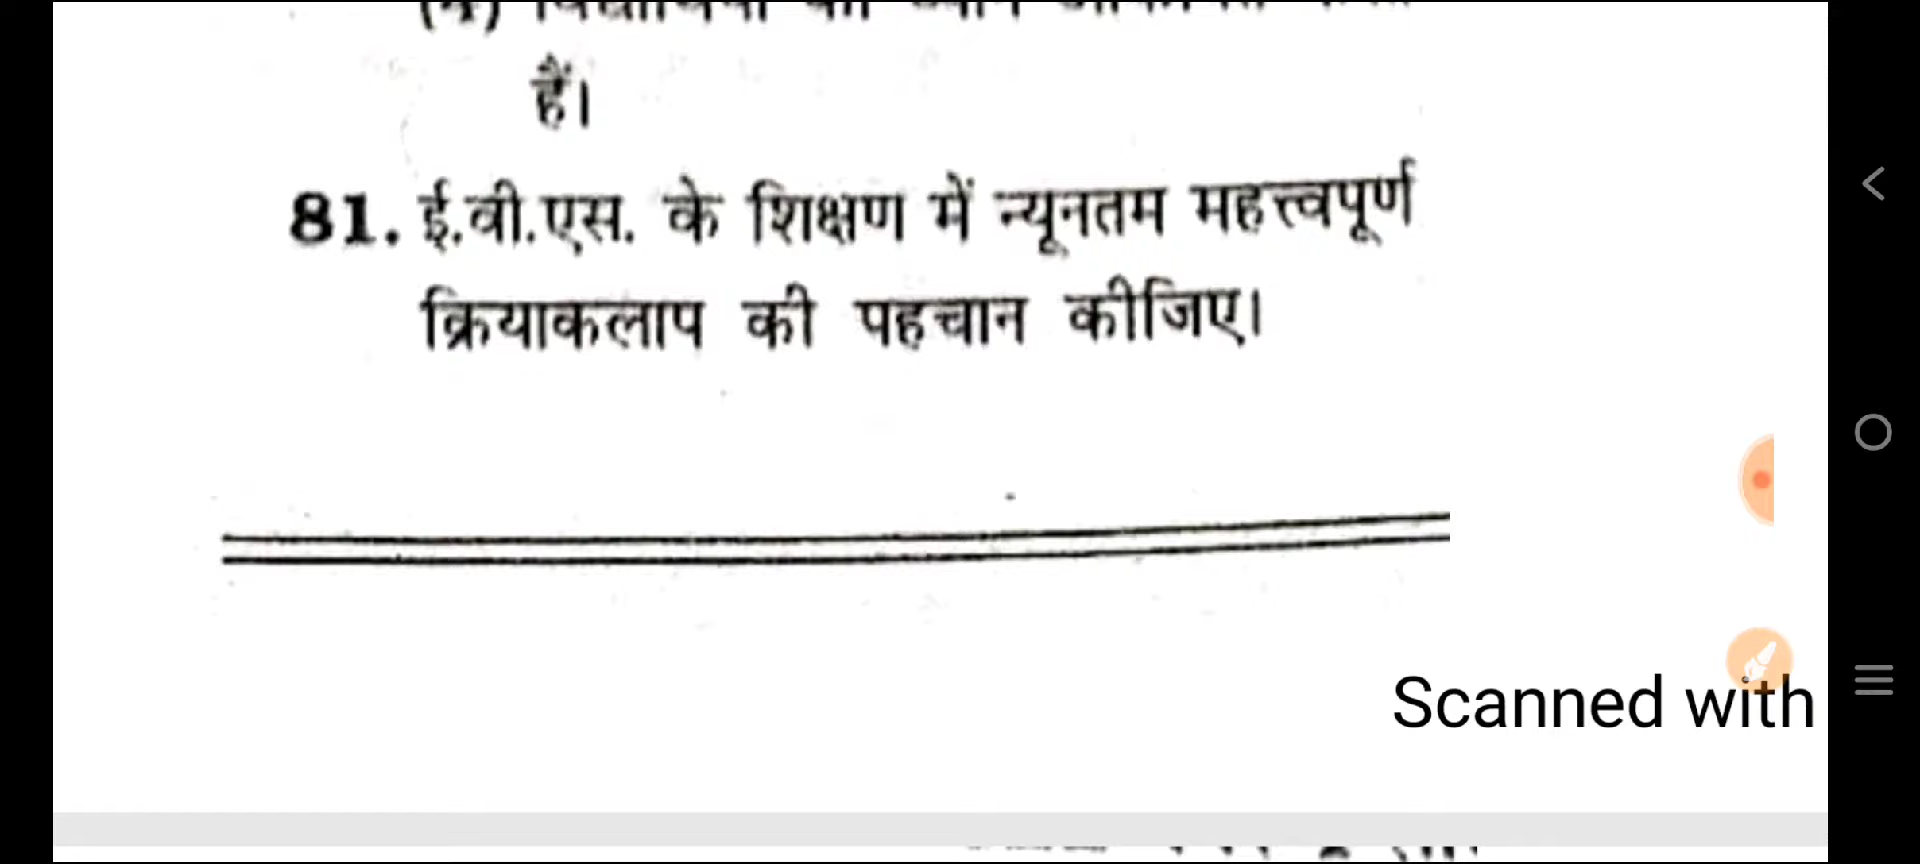 हैं।
81. ई.वी.एस. के शिक्षण में न्यूनतम महत्त्वपूर्ण
क्रियाकलाप की पहचान कीजिए।
Scanned with